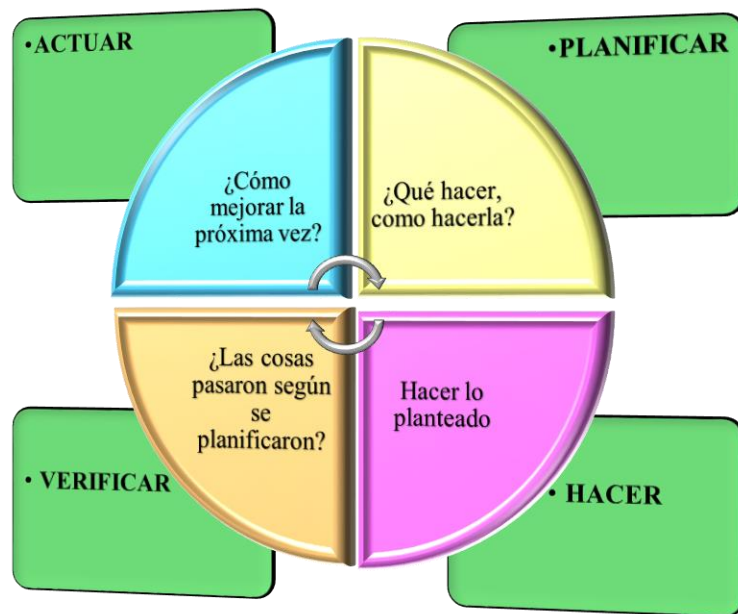 •ACTUAR
•PLANIFICAR
¿Cómo
mejorar la
próxima vez?
¿Qué hacer,
como hacerla?
¿Las cosas
pasaron según
se
planificaron?
Hacer lo
planteado
• VERIFICAR
• HACER